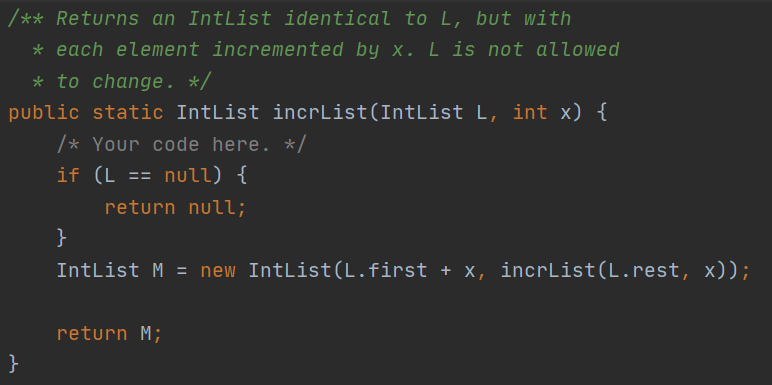 /** Returns an IntList identical to L, but with
  * each element incremented by x. L is not allowed
  * to change. */
public static IntList incrList(IntList L, int x) {
    /* Your code here. */
    if (L == null) {
        return null;
    }
    IntList M = new IntList(L.first + x, incrList(L.rest, x));

    return M;
}